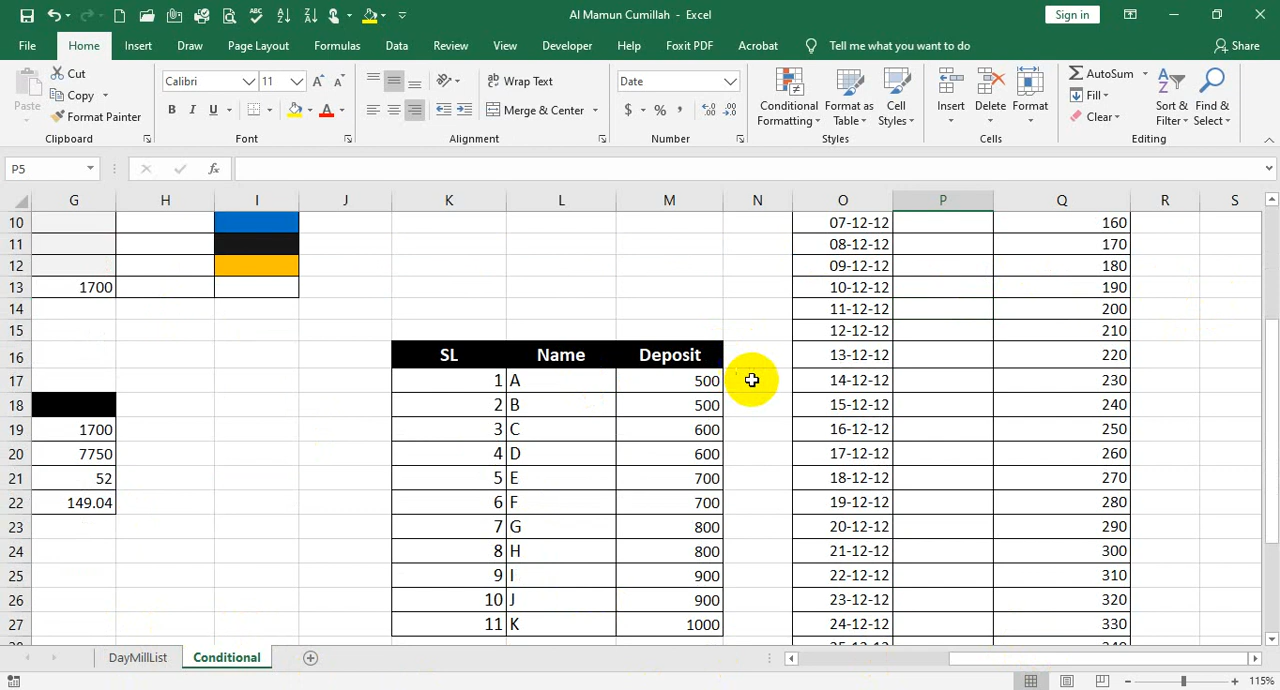 Al Mamun Cumillah - Excel
Sign in
File Home Insert Draw Page Layout Formulas Data Review View Developer Help Foxit PDF Acrobat Tell me what you want to do Share
Paste
Cut
Copy
Format Painter
Clipboard
Calibri 11
B I U A
Font
Wrap Text
Merge & Center
Alignment
Date
$ % ,
Number
Conditional Formatting
Format as Table
Cell Styles
Styles
Insert Delete Format
Cells
AutoSum
Fill
Clear
Sort & Filter
Find & Select
Editing
P5 fx
G H I J K L M N O P Q R S
10 07-12-12 160
11 08-12-12 170
12 09-12-12 180
13 1700 10-12-12 190
14 11-12-12 200
15 12-12-12 210
16 SL Name Deposit 13-12-12 220
17 1 A 500 14-12-12 230
18 2 B 500 15-12-12 240
19 1700 3 C 600 16-12-12 250
20 7750 4 D 600 17-12-12 260
21 52 5 E 700 18-12-12 270
22 149.04 6 F 700 19-12-12 280
23 7 G 800 20-12-12 290
24 8 H 800 21-12-12 300
25 9 I 900 22-12-12 310
26 10 J 900 23-12-12 320
27 11 K 1000 24-12-12 330
DayMillList Conditional
115%